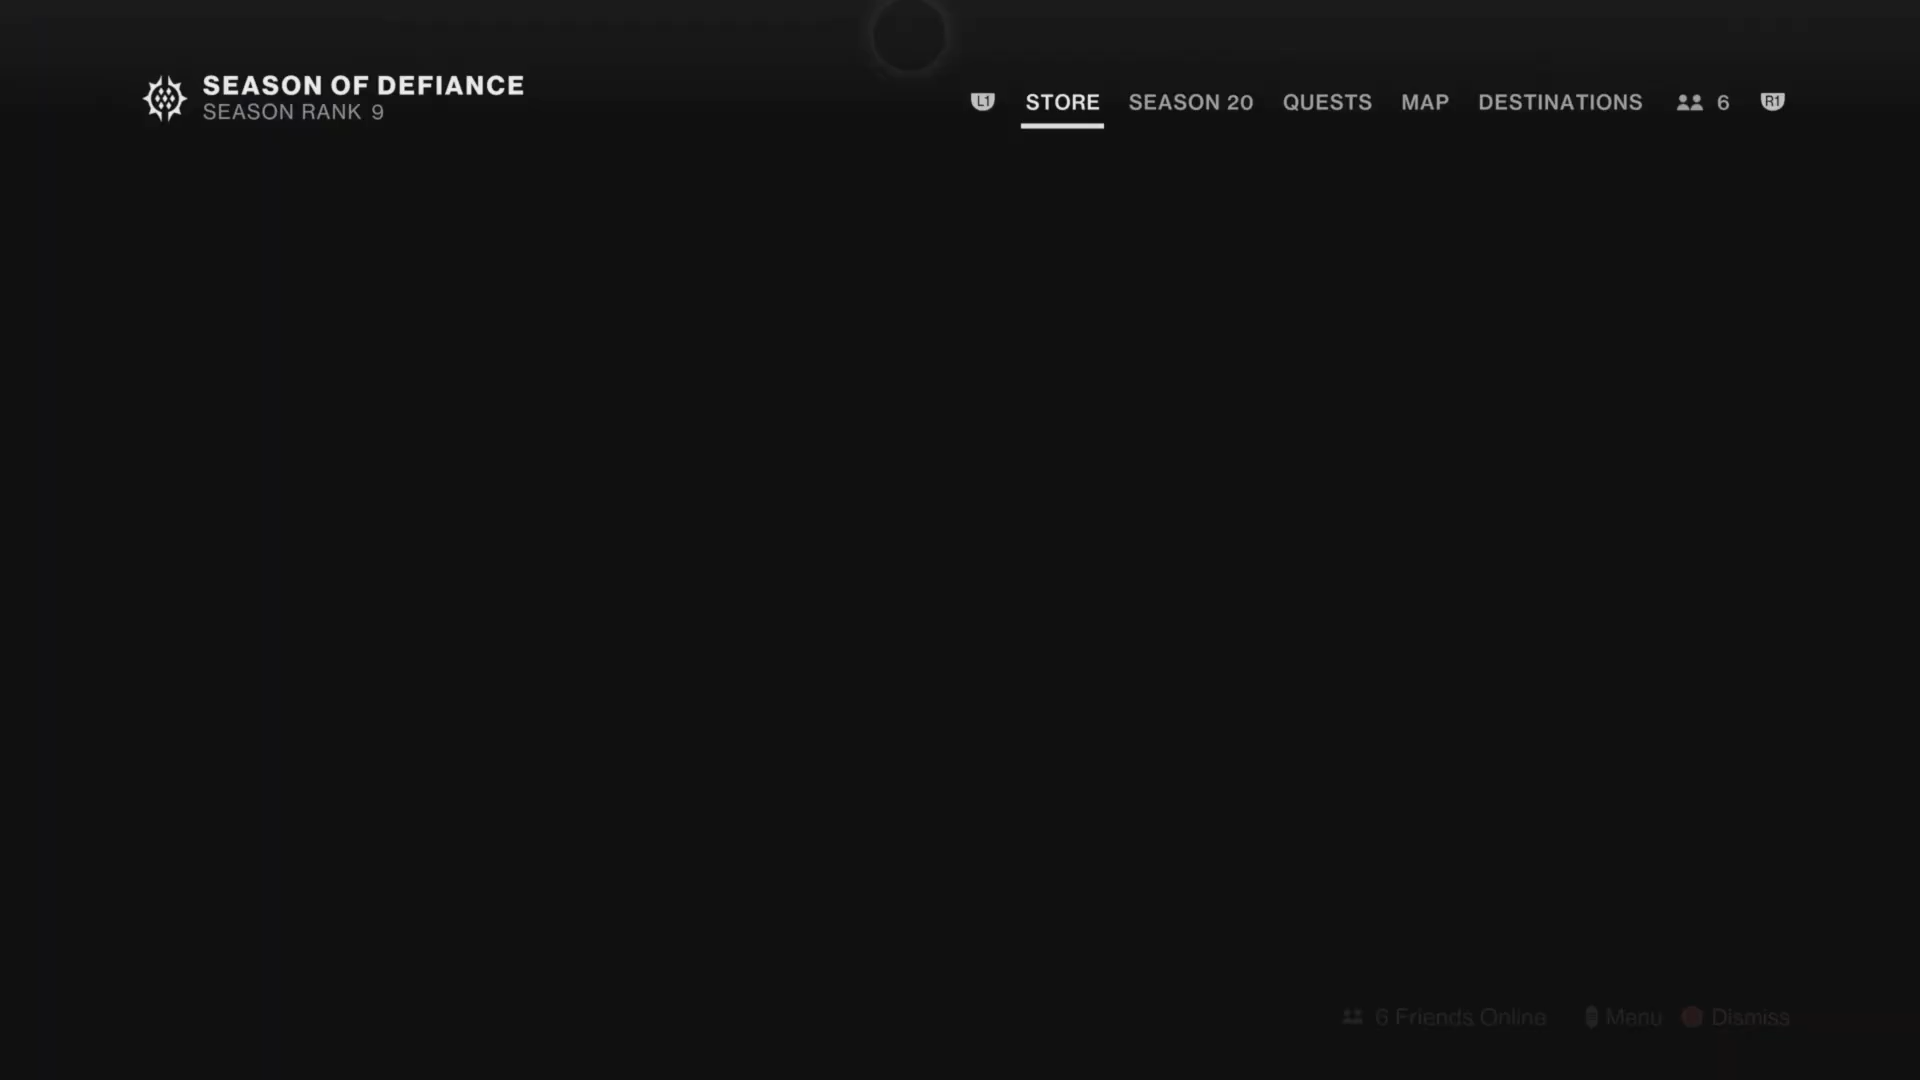 SEASON OF DEFIANCE
SEASON RANK 9
L1 STORE SEASON 20 QUESTS MAP DESTINATIONS 6 R1
6 Friends Online Menu Dismiss